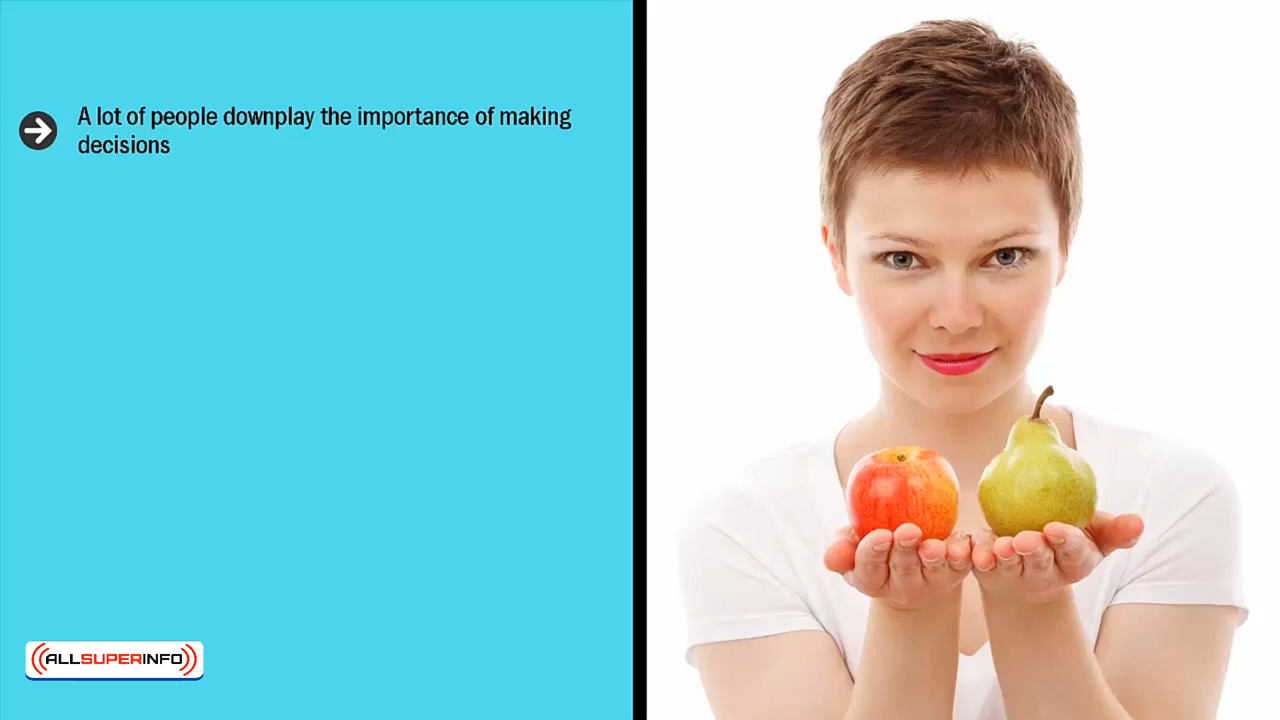 A lot of people downplay the importance of making
decisions
ALLSUPERINFO